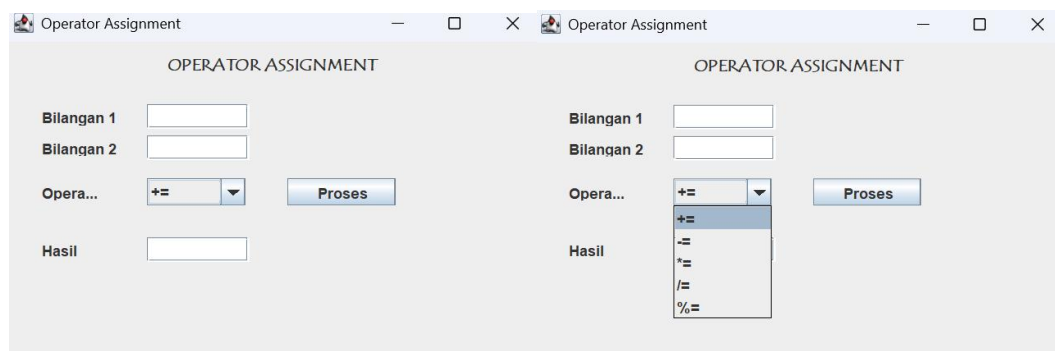 Operator Assignment
OPERATOR ASSIGNMENT
Bilangan 1
Bilangan 2
Opera... += Proses
Hasil
Operator Assignment
OPERATOR ASSIGNMENT
Bilangan 1
Bilangan 2
Opera... += Proses
+=
-=
Hasil
*=
/=
%=